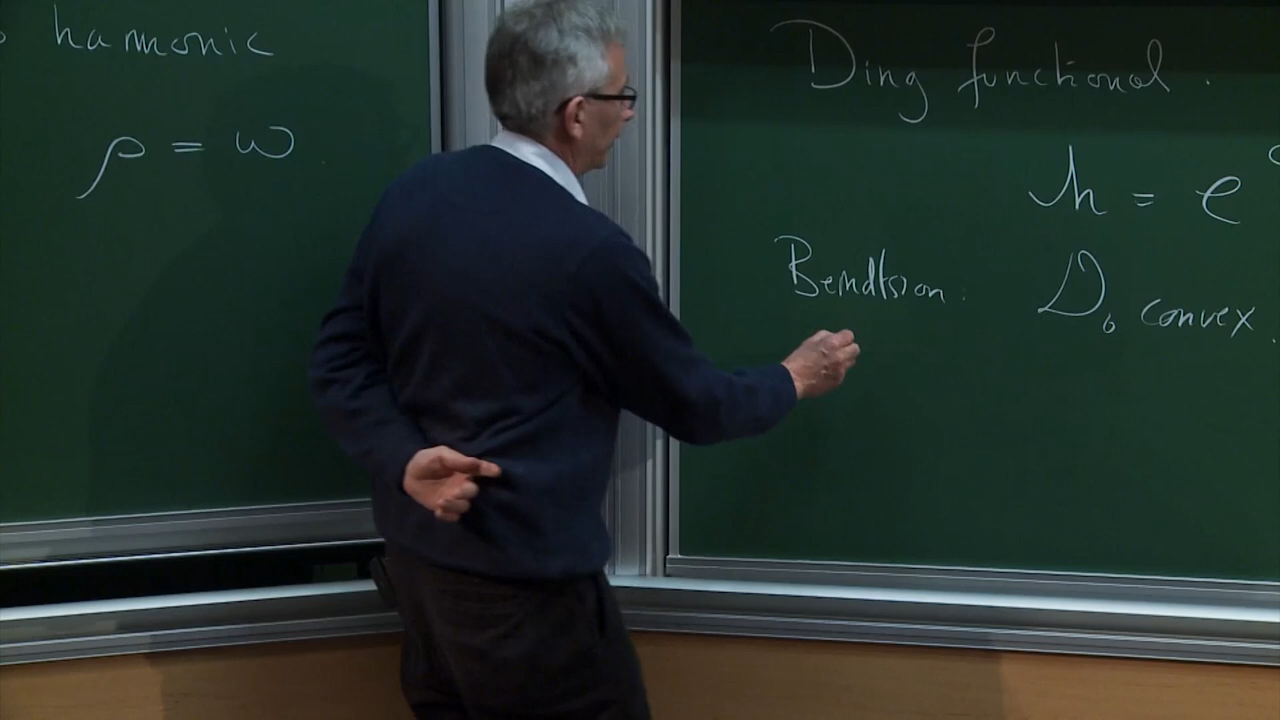 harmonic
ρ = ω
Ding functional.
h = e
Berndtsson: D₀ convex.